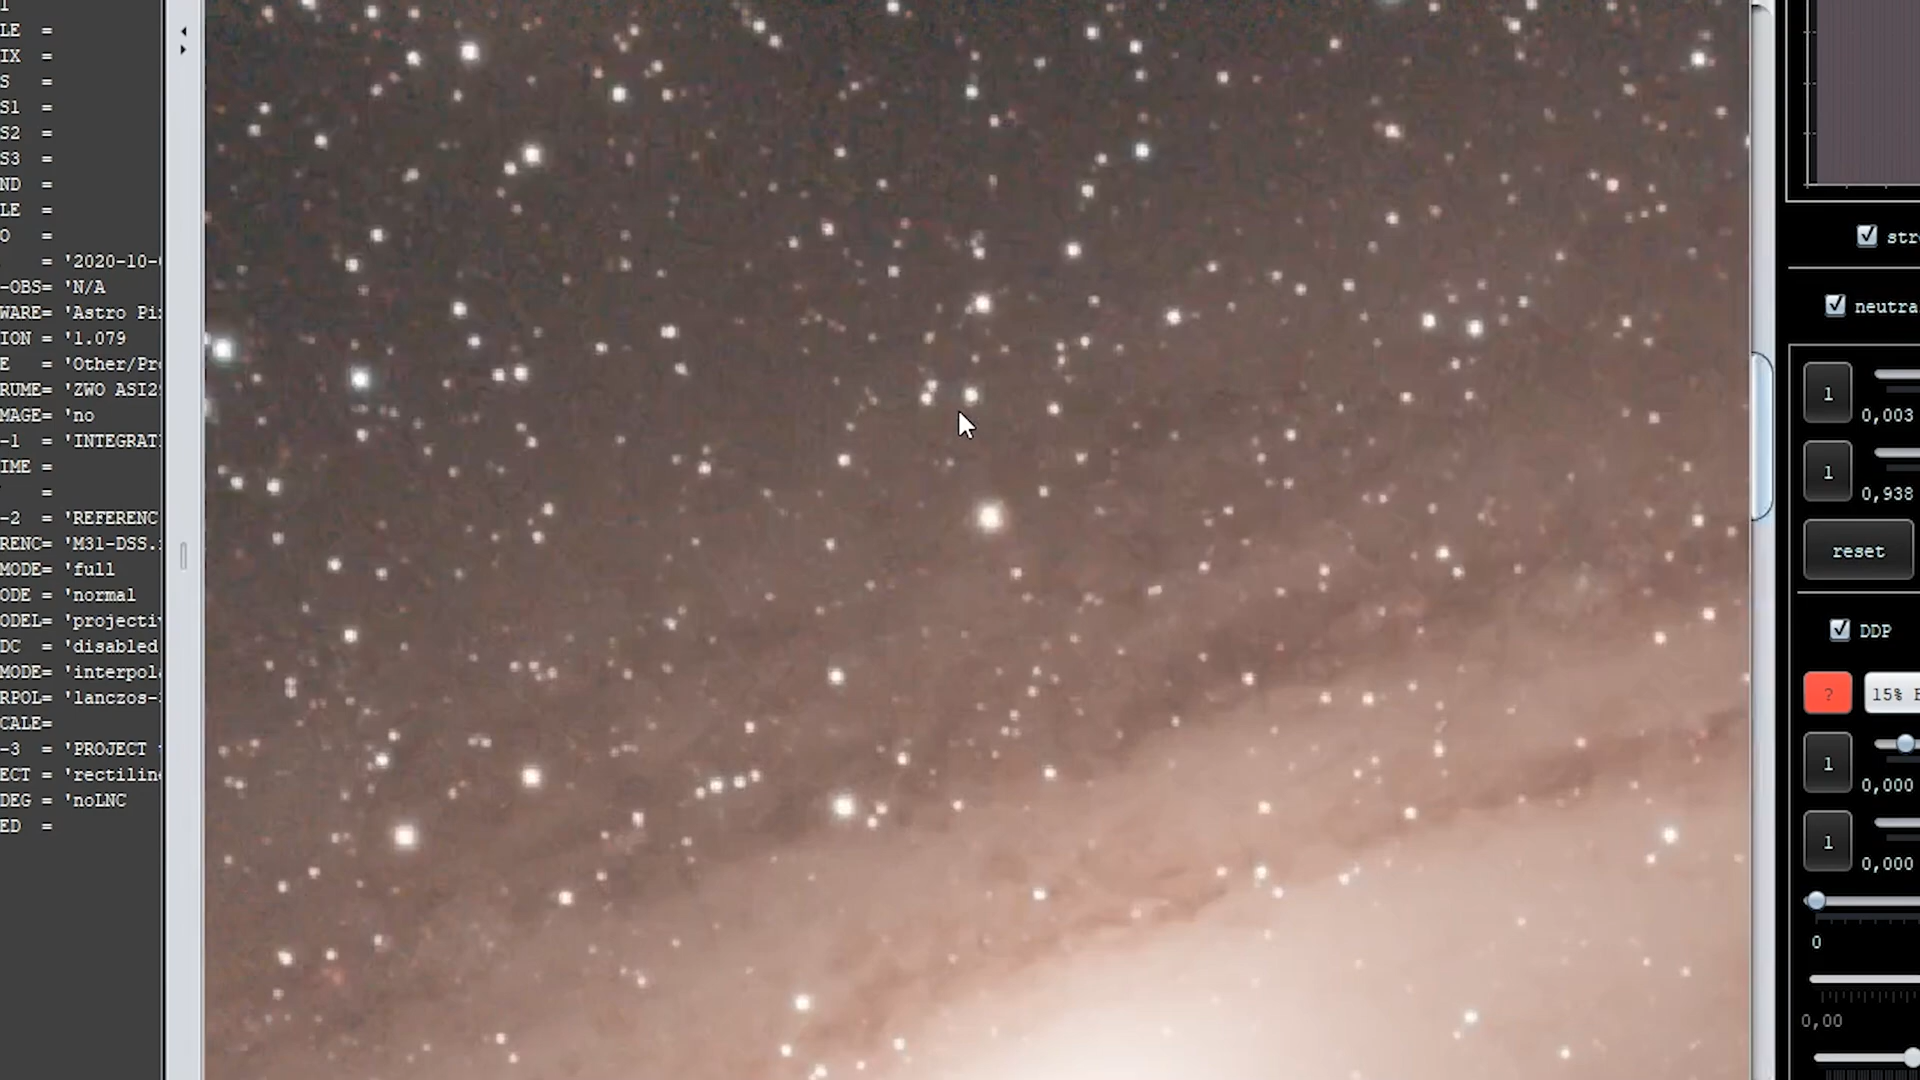 LE =
IX =
S =
S1 =
S2 =
S3 =
ND =
LE =
O =
= '2020-10-
-OBS= 'N/A
WARE= 'Astro Pi
ION = '1.079
E = 'Other/Pr
RUME= 'ZWO ASI2
MAGE= 'no
-1 = 'INTEGRAT
IME =
=
-2 = 'REFERENC
RENC= 'M31-DSS.
MODE= 'full
ODE = 'normal
ODEL= 'projecti
DC = 'disabled
MODE= 'interpol
RPOL= 'lanczos-
CALE=
-3 = 'PROJECT
ECT = 'rectilin
DEG = 'noLNC
ED =
str
neutra
1
0,003
1
0,938
reset
DDP
?
15%
1
0,000
1
0,000
0
0,00